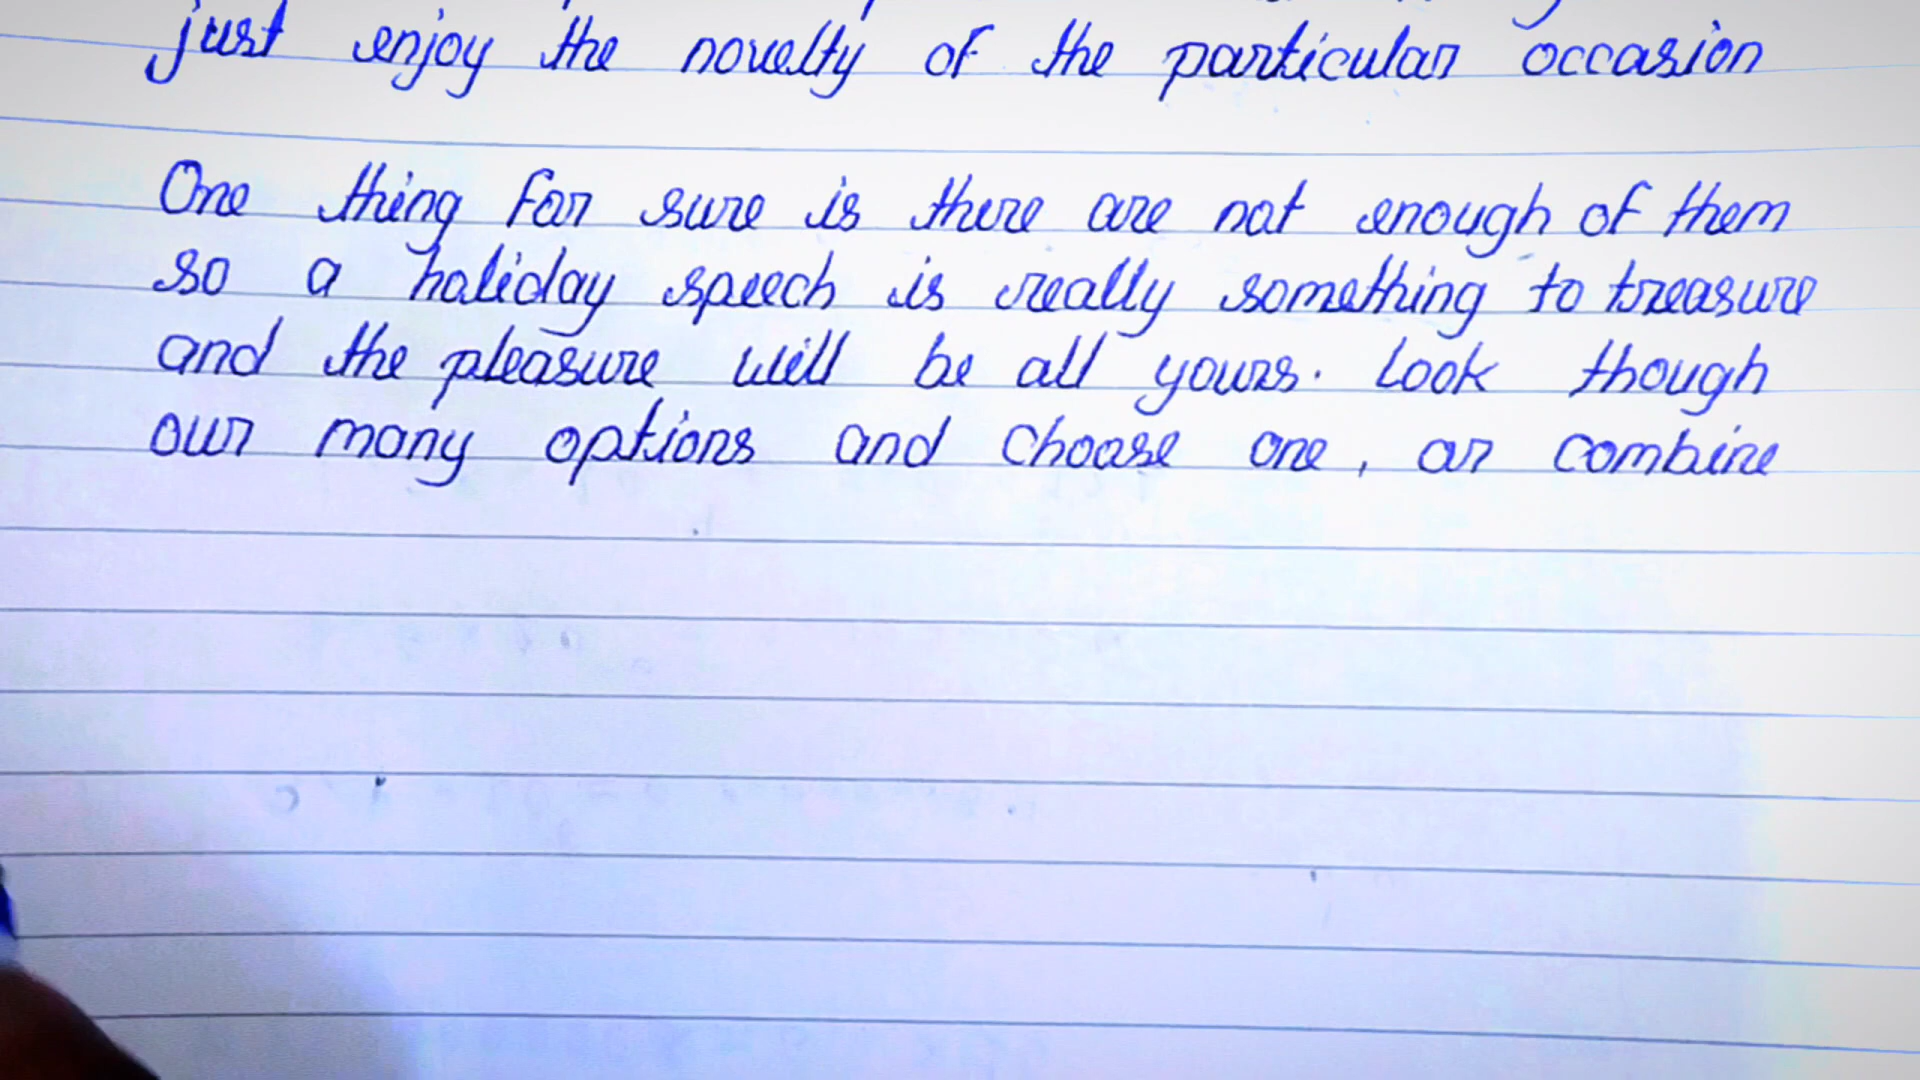 just enjoy the novelty of the particular occasion
One thing for sure is there are not enough of them
so a holiday speech is really something to treasure
and the pleasure will be all yours. Look though
our many options and choose one, or combine